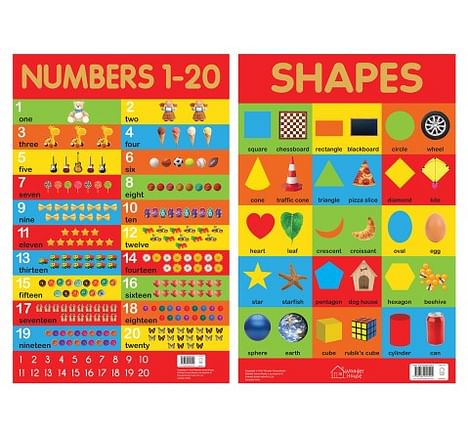 NUMBERS 1-20
1 2
one two
3 4
three four
5 6
five six
7 8
seven eight
9 10
nine ten
11 12
eleven twelve
13 14
thirteen fourteen
15 16
fifteen sixteen
17 18
seventeen eighteen
19 20
nineteen twenty
1 2 3 4 5 6 7 8 9 10
11 12 13 14 15 16 17 18 19 20
SHAPES
square chessboard rectangle blackboard circle wheel
cone traffic cone triangle pizza slice diamond kite
heart leaf crescent croissant oval egg
star starfish pentagon dog house hexagon beehive
sphere earth cube rubik's cube cylinder can
Wonder
House